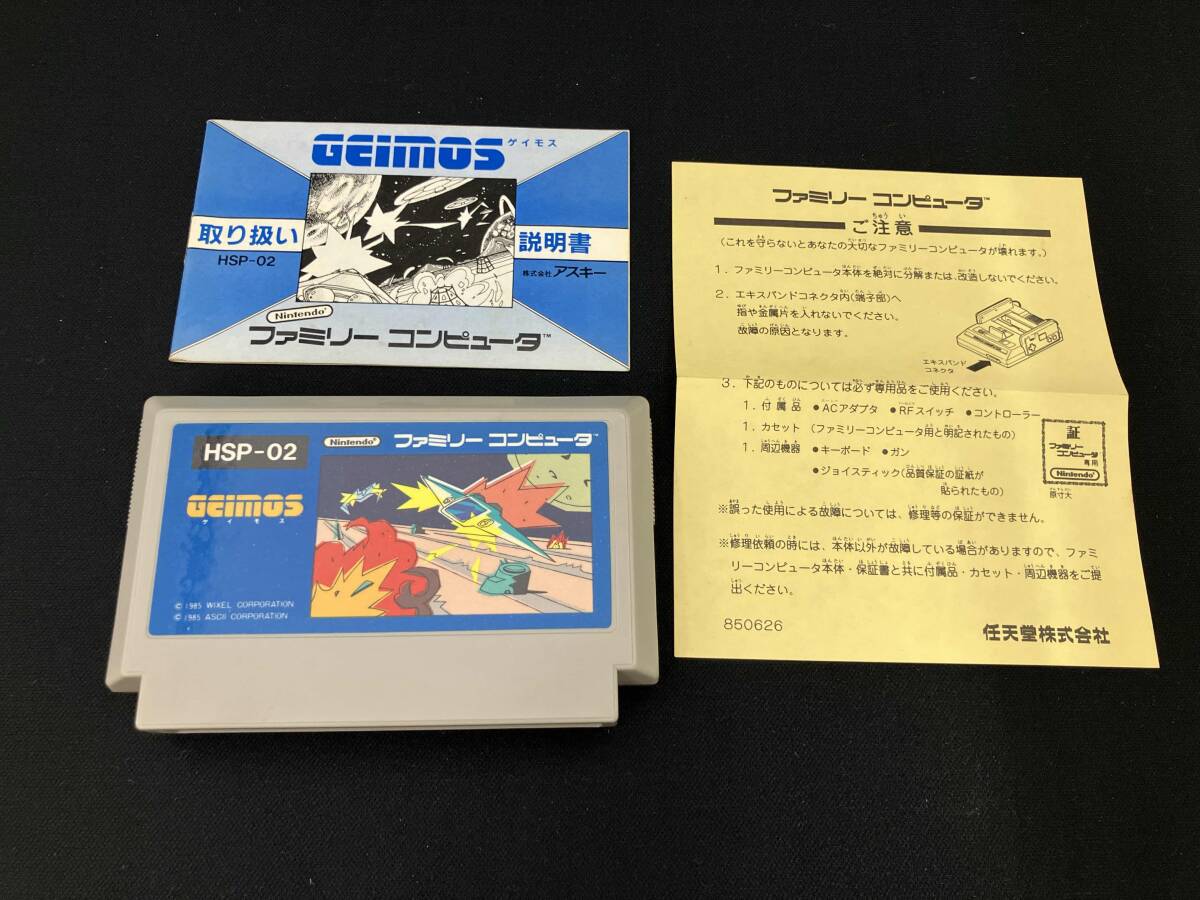 GEIMOS ゲイモス
取り扱い 説明書
HSP-02
株式会社 アスキー
Nintendo
ファミリー コンピュータ™
HSP-02
Nintendo ファミリー コンピュータ™
GEIMOS
ゲイモス
© 1985 WIXEL CORPORATION
© 1985 ASCII CORPORATION
ファミリー コンピュータ™
ご注意
(これを守らないとあなたの大切なファミリーコンピュータが壊れます。)
1. ファミリーコンピュータ本体を絶対に分解または、改造しないでください。
2. エキスパンドコネクタ内(端子部)へ
指や金属片を入れないでください。
故障の原因となります。
エキスパンド
コネクタ
3. 下記のものについては必ず専用品をご使用ください。
1. 付属品 ●ACアダプタ ●RFスイッチ ●コントローラー
1. カセット (ファミリーコンピュータ用と明記されたもの)
1. 周辺機器 ●キーボード ●ガン
●ジョイスティック(品質保証の証紙が
貼られたもの)
証
ファミリー
コンピュータ
専用
Nintendo
原寸大
※誤った使用による故障については、修理等の保証ができません。
※修理依頼の時には、本体以外が故障している場合がありますので、ファミ
リーコンピュータ本体・保証書と共に付属品・カセット・周辺機器をご提
出ください。
850626
任天堂株式会社